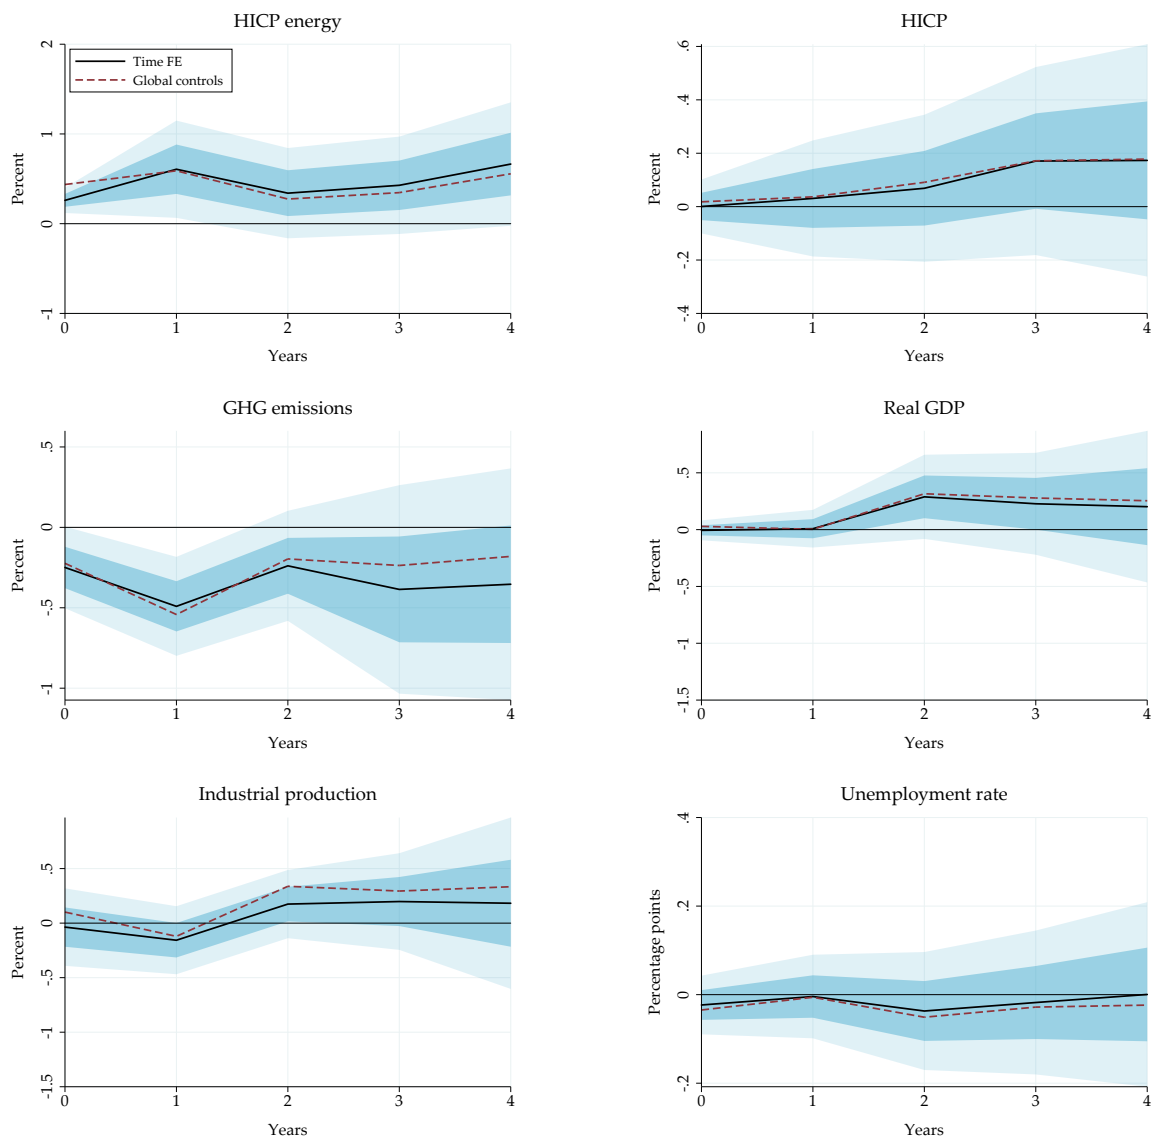 HICP energy
2
1
0
-1
Percent
Time FE
Global controls
0 1 2 3 4
Years
HICP
.6
.4
.2
0
-.2
-.4
Percent
0 1 2 3 4
Years
GHG emissions
.5
0
-.5
-1
Percent
0 1 2 3 4
Years
Real GDP
.5
0
-.5
-1
-1.5
Percent
0 1 2 3 4
Years
Industrial production
.5
0
-.5
-1
-1.5
Percent
0 1 2 3 4
Years
Unemployment rate
.4
.2
0
-.2
Percentage points
0 1 2 3 4
Years